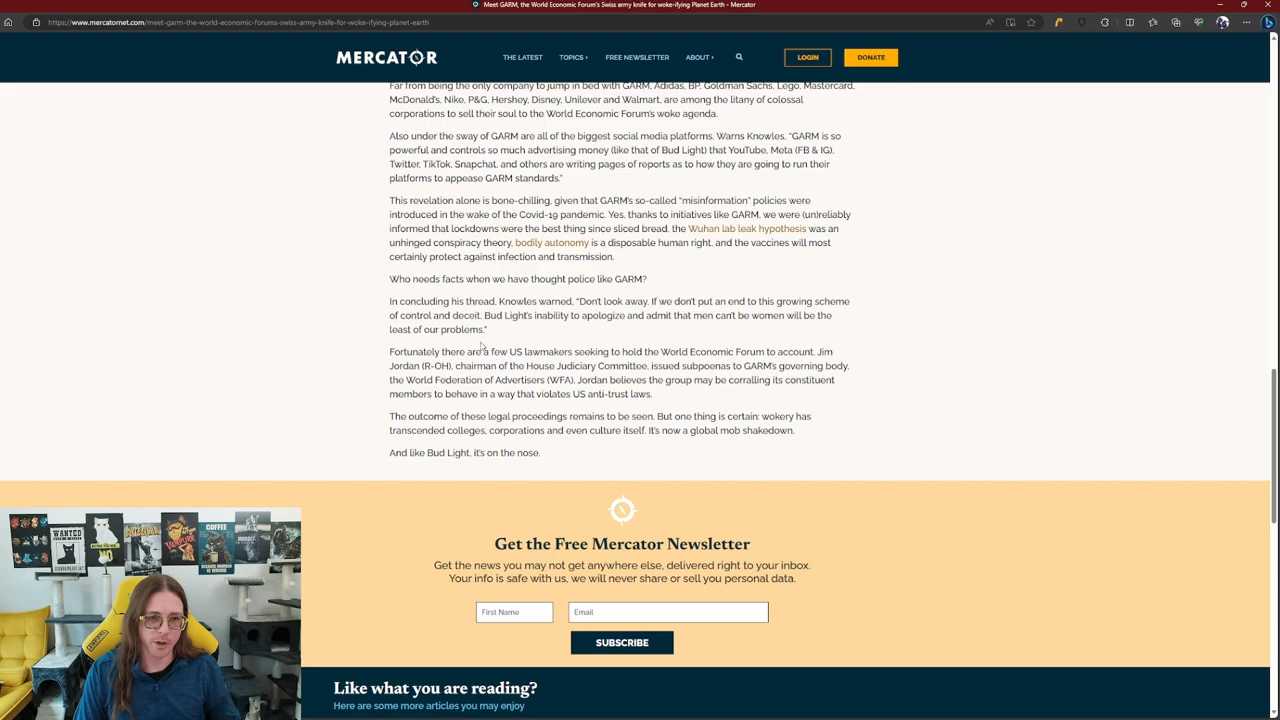 Meet GARM, the World Economic Forum's Swiss army knife for woke-ifying Planet Earth - Mercator
https://www.mercatornet.com/meet-garm-the-world-economic-forums-swiss-army-knife-for-woke-ifying-planet-earth
MERCATOR
THE LATEST
TOPICS +
FREE NEWSLETTER
ABOUT +
LOGIN
DONATE
Far from being the only company to jump in bed with GARM, Adidas, BP, Goldman Sachs, Lego, Mastercard,
McDonald's, Nike, P&G, Hershey, Disney, Unilever and Walmart, are among the litany of colossal
corporations to sell their soul to the World Economic Forum's woke agenda.
Also under the sway of GARM are all of the biggest social media platforms. Warns Knowles, “GARM is so
powerful and controls so much advertising money (like that of Bud Light) that YouTube, Meta (FB & IG),
Twitter, TikTok, Snapchat, and others are writing pages of reports as to how they are going to run their
platforms to appease GARM standards.”
This revelation alone is bone-chilling, given that GARM's so-called “misinformation” policies were
introduced in the wake of the Covid-19 pandemic. Yes, thanks to initiatives like GARM, we were (un)reliably
informed that lockdowns were the best thing since sliced bread, the Wuhan lab leak hypothesis was an
unhinged conspiracy theory, bodily autonomy is a disposable human right, and the vaccines will most
certainly protect against infection and transmission.
Who needs facts when we have thought police like GARM?
In concluding his thread, Knowles warned, “Don't look away. If we don't put an end to this growing scheme
of control and deceit, Bud Light's inability to apologize and admit that men can't be women will be the
least of our problems.”
Fortunately there are a few US lawmakers seeking to hold the World Economic Forum to account. Jim
Jordan (R-OH), chairman of the House Judiciary Committee, issued subpoenas to GARM's governing body,
the World Federation of Advertisers (WFA). Jordan believes the group may be corralling its constituent
members to behave in a way that violates US anti-trust laws.
The outcome of these legal proceedings remains to be seen. But one thing is certain: wokery has
transcended colleges, corporations and even culture itself. It's now a global mob shakedown.
And like Bud Light, it's on the nose.
Get the Free Mercator Newsletter
Get the news you may not get anywhere else, delivered right to your inbox.
Your info is safe with us, we will never share or sell you personal data.
First Name
Email
SUBSCRIBE
WANTED
COFFEE
Like what you are reading?
Here are some more articles you may enjoy